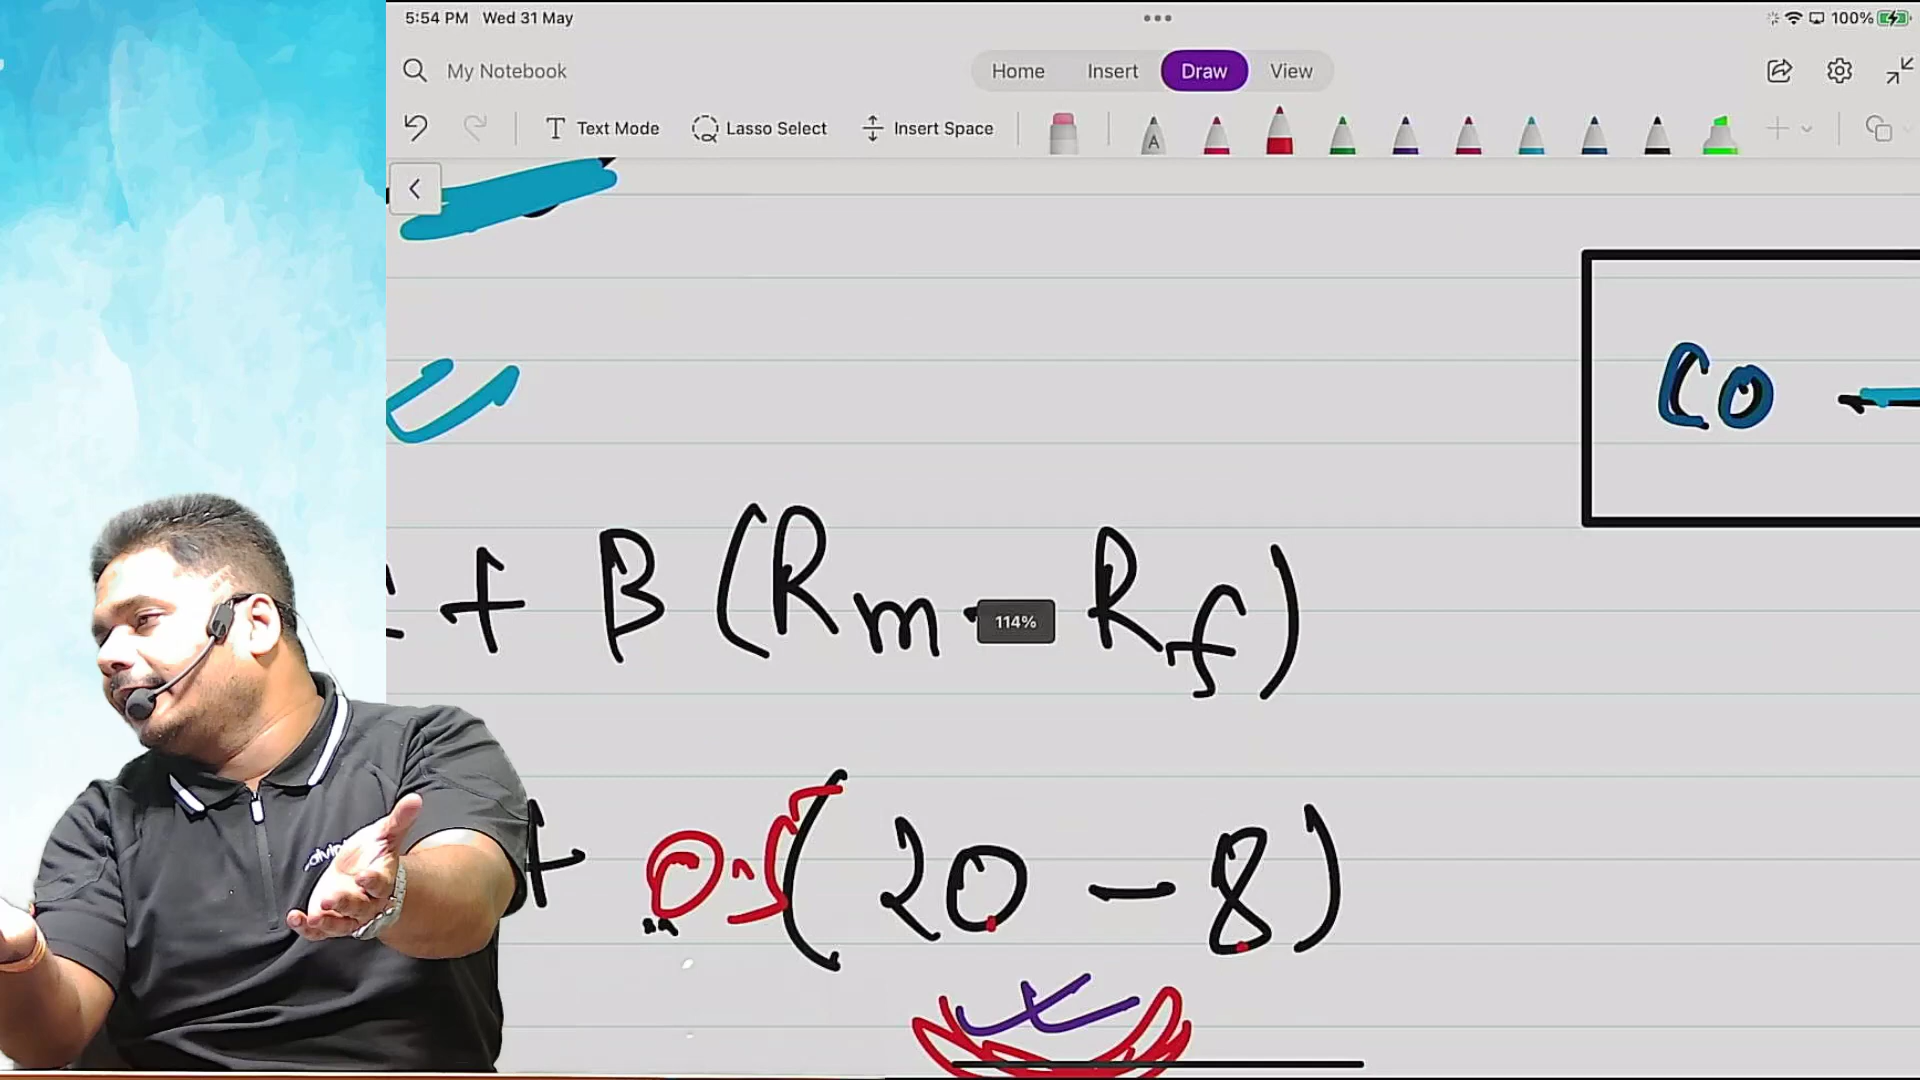 5:54 PM Wed 31 May 100%
My Notebook Home Insert Draw View
Text Mode Lasso Select Insert Space A
CO
+ B (Rm - Rf)
114%
+ 0.5 (20 - 8)